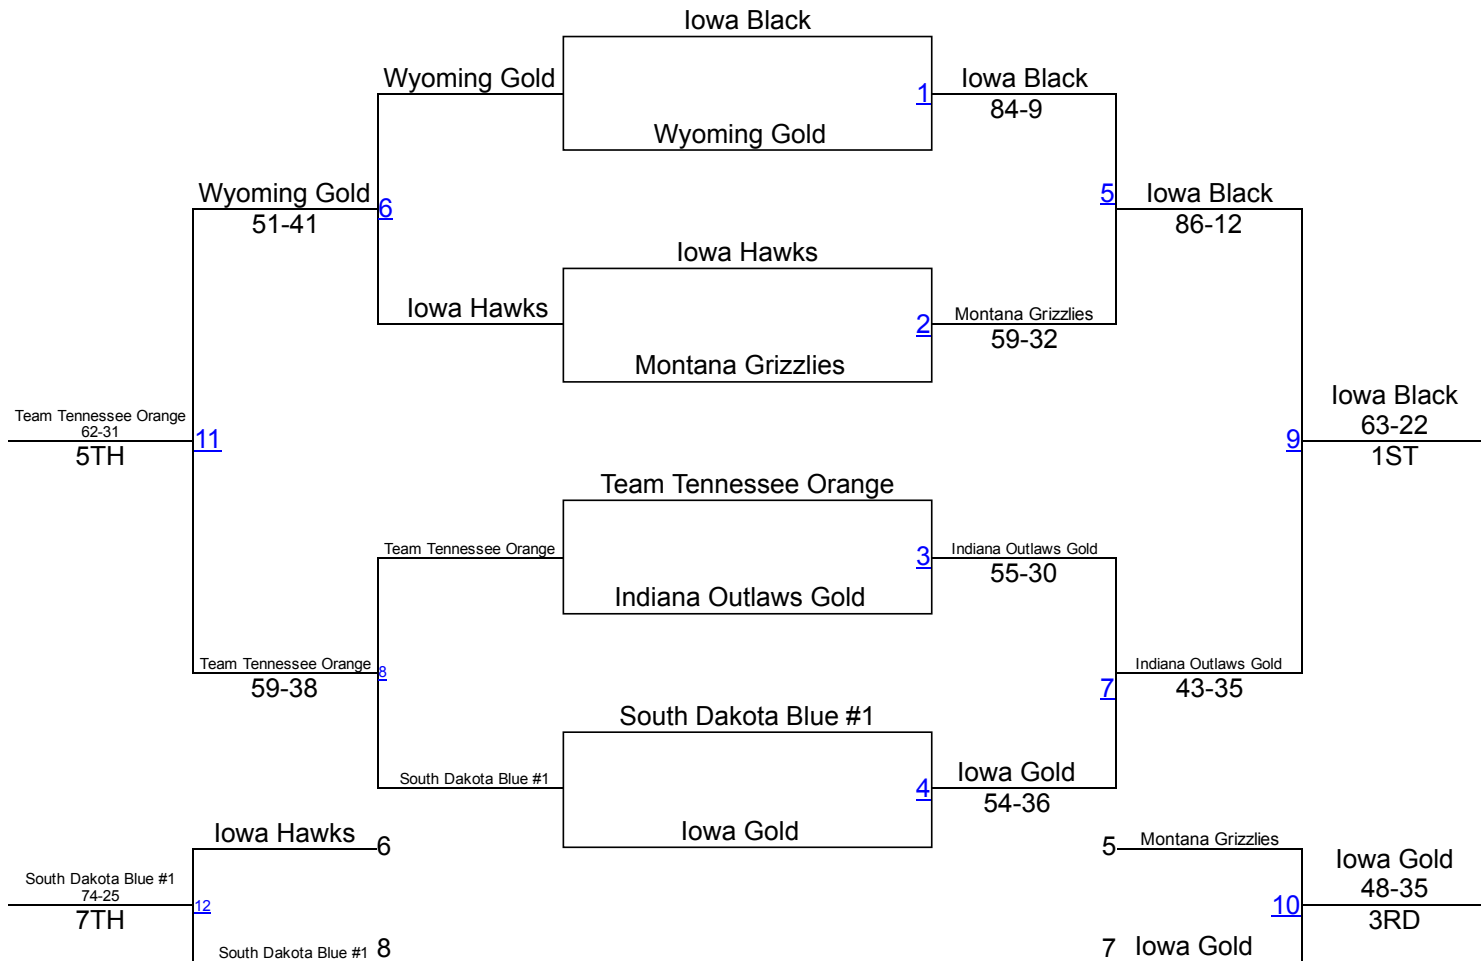 Iowa Black
Wyoming Gold
1
Iowa Black
84-9
Wyoming Gold
Wyoming Gold
51-41
6
5
Iowa Black
86-12
Iowa Hawks
Iowa Hawks
2
Montana Grizzlies
59-32
Montana Grizzlies
Team Tennessee Orange
62-31
5TH
11
9
Iowa Black
63-22
1ST
Team Tennessee Orange
Team Tennessee Orange
3
Indiana Outlaws Gold
55-30
Indiana Outlaws Gold
Team Tennessee Orange
59-38
8
7
Indiana Outlaws Gold
43-35
South Dakota Blue #1
South Dakota Blue #1
4
Iowa Gold
54-36
Iowa Gold
Iowa Hawks 6
5 Montana Grizzlies
South Dakota Blue #1
74-25
7TH
12
10
Iowa Gold
48-35
3RD
South Dakota Blue #1 8
7 Iowa Gold